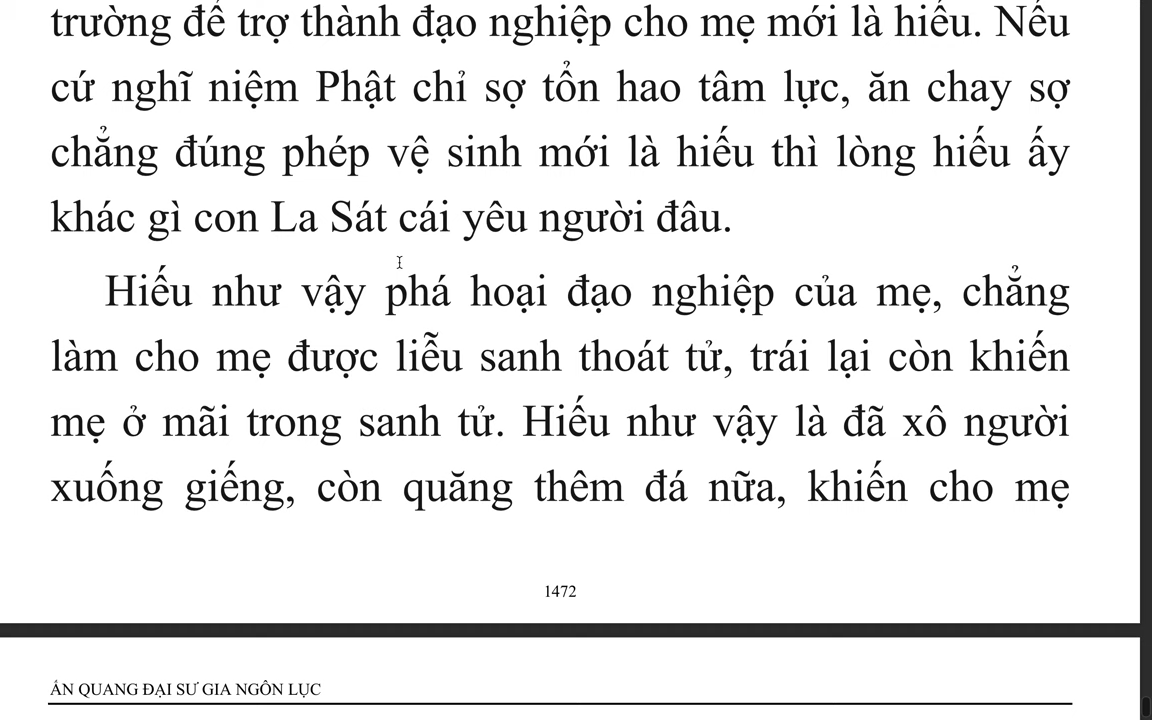 trường để trợ thành đạo nghiệp cho mẹ mới là hiếu. Nếu
cứ nghĩ niệm Phật chỉ sợ tổn hao tâm lực, ăn chay sợ
chẳng đúng phép vệ sinh mới là hiếu thì lòng hiếu ấy
khác gì con La Sát cái yêu người đâu.
Hiếu như vậy phá hoại đạo nghiệp của mẹ, chẳng
làm cho mẹ được liễu sanh thoát tử, trái lại còn khiến
mẹ ở mãi trong sanh tử. Hiếu như vậy là đã xô người
xuống giếng, còn quăng thêm đá nữa, khiến cho mẹ
1472
ẤN QUANG ĐẠI SƯ GIA NGÔN LỤC